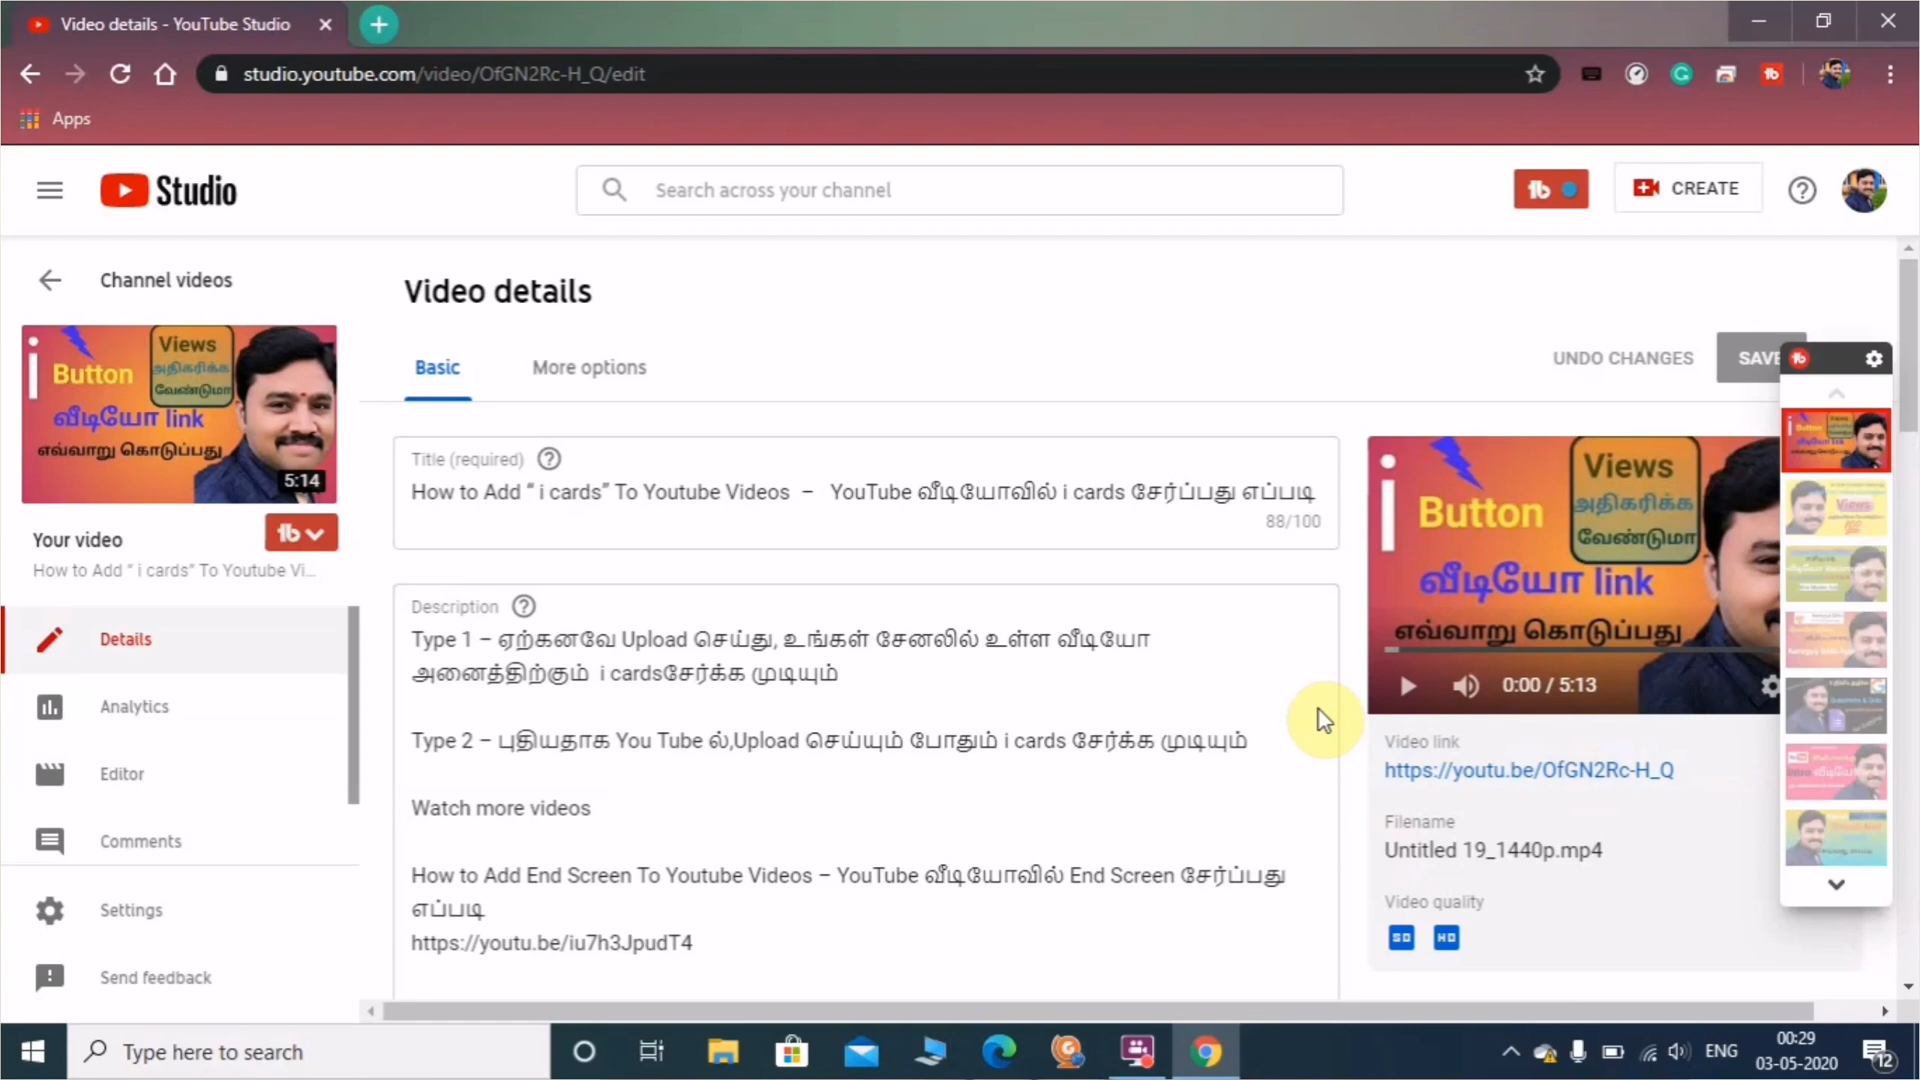 Video details - YouTube Studio
studio.youtube.com/video/OfGN2Rc-H_Q/edit
Apps
Studio
Search across your channel
CREATE
Channel videos
Video details
Views
அதிகரிக்க
வேண்டுமா
i
Button
வீடியோ link
எவ்வாறு கொடுப்பது
5:14
Basic
More options
UNDO CHANGES
SAVE
Your video
How to Add “ i cards” To Youtube Vi...
Title (required)
How to Add “ i cards” To Youtube Videos – YouTube வீடியோவில் i cards சேர்ப்பது எப்படி
88/100
Details
Analytics
Editor
Comments
Settings
Send feedback
Description
Type 1 – ஏற்கனவே Upload செய்து, உங்கள் சேனலில் உள்ள வீடியோ
அனைத்திற்கும் i cardsசேர்க்க முடியும்
Type 2 – புதியதாக You Tube ல்,Upload செய்யும் போதும் i cards சேர்க்க முடியும்
Watch more videos
How to Add End Screen To Youtube Videos – YouTube வீடியோவில் End Screen சேர்ப்பது
எப்படி
https://youtu.be/iu7h3JpudT4
Views
அதிகரிக்க
வேண்டுமா
i
Button
வீடியோ link
எவ்வாறு கொடுப்பது
0:00 / 5:13
Video link
https://youtu.be/OfGN2Rc-H_Q
Filename
Untitled 19_1440p.mp4
Video quality
SD HD
Type here to search
ENG
00:29
03-05-2020
12